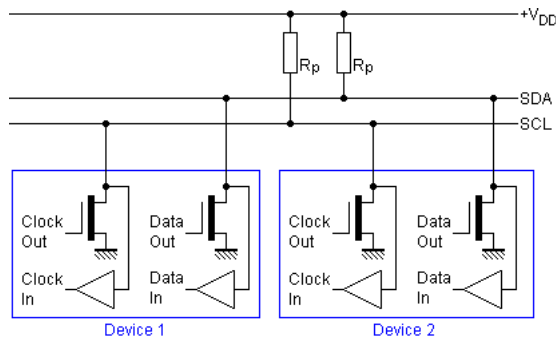 +VDD
Rp
Rp
SDA
SCL
Clock
Out
Data
Out
Clock
Out
Data
Out
Clock
In
Data
In
Clock
In
Data
In
Device 1
Device 2